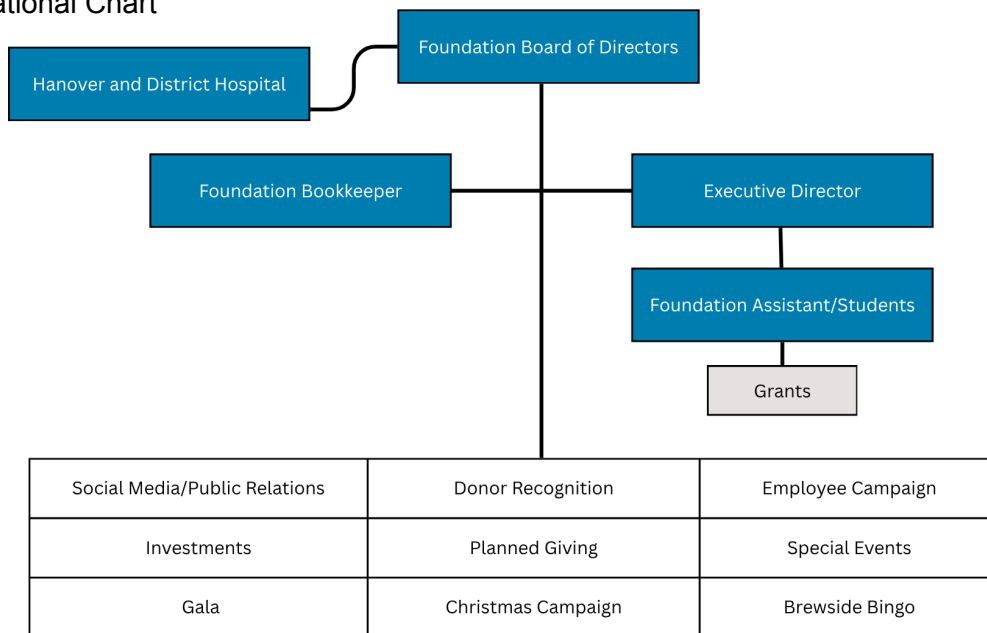 ational Chart
Foundation Board of Directors
Hanover and District Hospital
Foundation Bookkeeper
Executive Director
Foundation Assistant/Students
Grants
Social Media/Public Relations
Donor Recognition
Employee Campaign
Investments
Planned Giving
Special Events
Gala
Christmas Campaign
Brewside Bingo